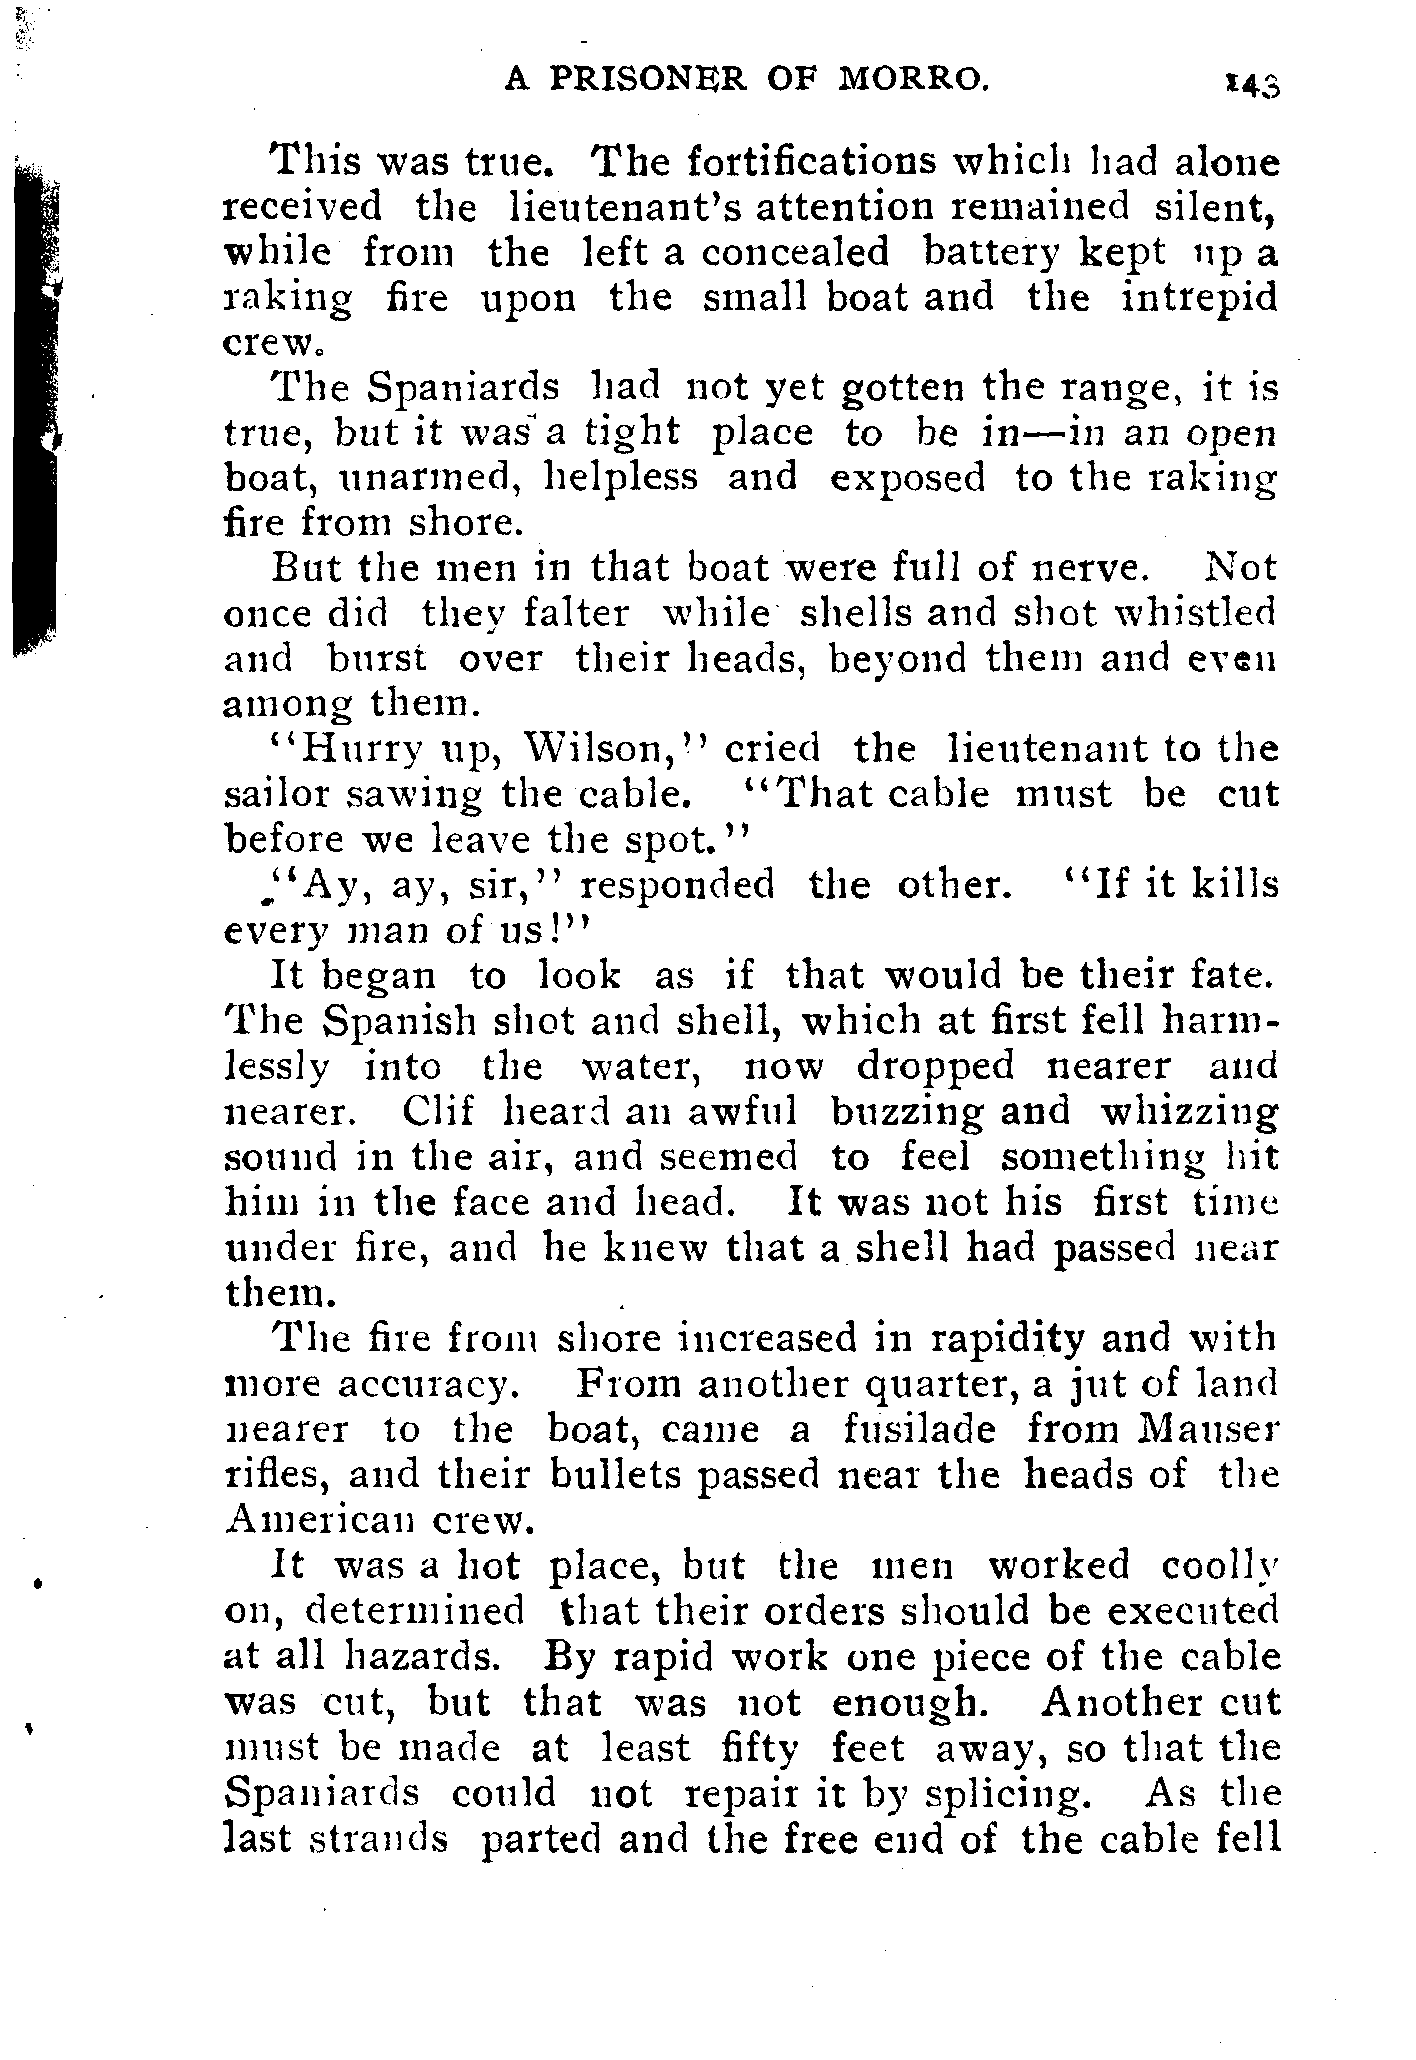 A PRISONER OF MORRO. 143
This was true. The fortifications which had alone
received the lieutenant's attention remained silent,
while from the left a concealed battery kept up a
raking fire upon the small boat and the intrepid
crew.
The Spaniards had not yet gotten the range, it is
true, but it was a tight place to be in—in an open
boat, unarmed, helpless and exposed to the raking
fire from shore.
But the men in that boat were full of nerve. Not
once did they falter while shells and shot whistled
and burst over their heads, beyond them and even
among them.
"Hurry up, Wilson," cried the lieutenant to the
sailor sawing the cable. "That cable must be cut
before we leave the spot."
"Ay, ay, sir," responded the other. "If it kills
every man of us!"
It began to look as if that would be their fate.
The Spanish shot and shell, which at first fell harm-
lessly into the water, now dropped nearer and
nearer. Clif heard an awful buzzing and whizzing
sound in the air, and seemed to feel something hit
him in the face and head. It was not his first time
under fire, and he knew that a shell had passed near
them.
The fire from shore increased in rapidity and with
more accuracy. From another quarter, a jut of land
nearer to the boat, came a fusilade from Mauser
rifles, and their bullets passed near the heads of the
American crew.
It was a hot place, but the men worked coolly
on, determined that their orders should be executed
at all hazards. By rapid work one piece of the cable
was cut, but that was not enough. Another cut
must be made at least fifty feet away, so that the
Spaniards could not repair it by splicing. As the
last strands parted and the free end of the cable fell